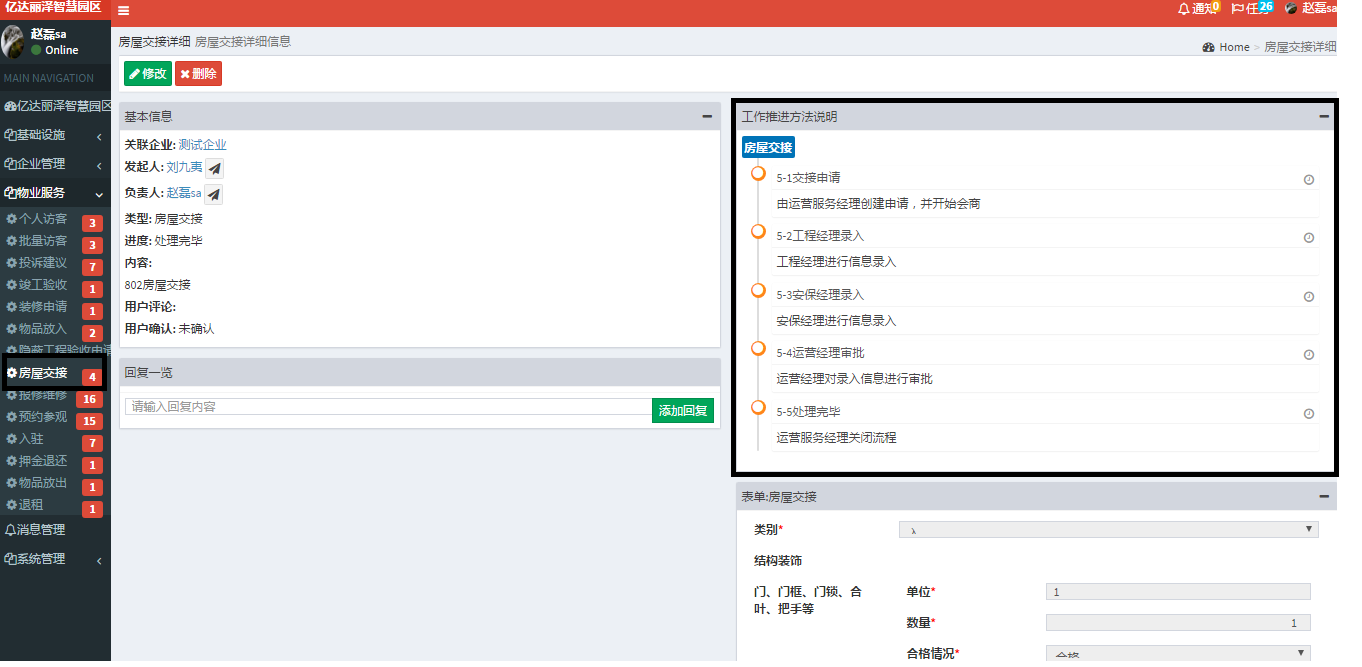 亿达丽泽智慧园区
通知 0
任务 26
赵磊sa
赵磊sa
Online
MAIN NAVIGATION
亿达丽泽智慧园区
基础设施
企业管理
物业服务
个人访客 3
批量访客 3
投诉建议 7
竣工验收 1
装修申请 1
物品放入 2
隐蔽工程验收申请
房屋交接 4
报修维修 16
预约参观 15
入驻 7
押金退还 1
物品放出 1
退租 1
消息管理
系统管理
房屋交接详细 房屋交接详细信息
Home > 房屋交接详细
修改 删除
基本信息
关联企业: 测试企业
发起人: 刘九夷
负责人: 赵磊sa
类型: 房屋交接
进度: 处理完毕
内容:
802房屋交接
用户评论:
用户确认: 未确认
回复一览
请输入回复内容 添加回复
工作推进方法说明
房屋交接
5-1交接申请
由运营服务经理创建申请，并开始会商
5-2工程经理录入
工程经理进行信息录入
5-3安保经理录入
安保经理进行信息录入
5-4运营经理审批
运营经理对录入信息进行审批
5-5处理完毕
运营服务经理关闭流程
表单:房屋交接
类别*
结构装饰
门、门框、门锁、合
叶、把手等
单位* 1
数量* 1
合格情况* 合格